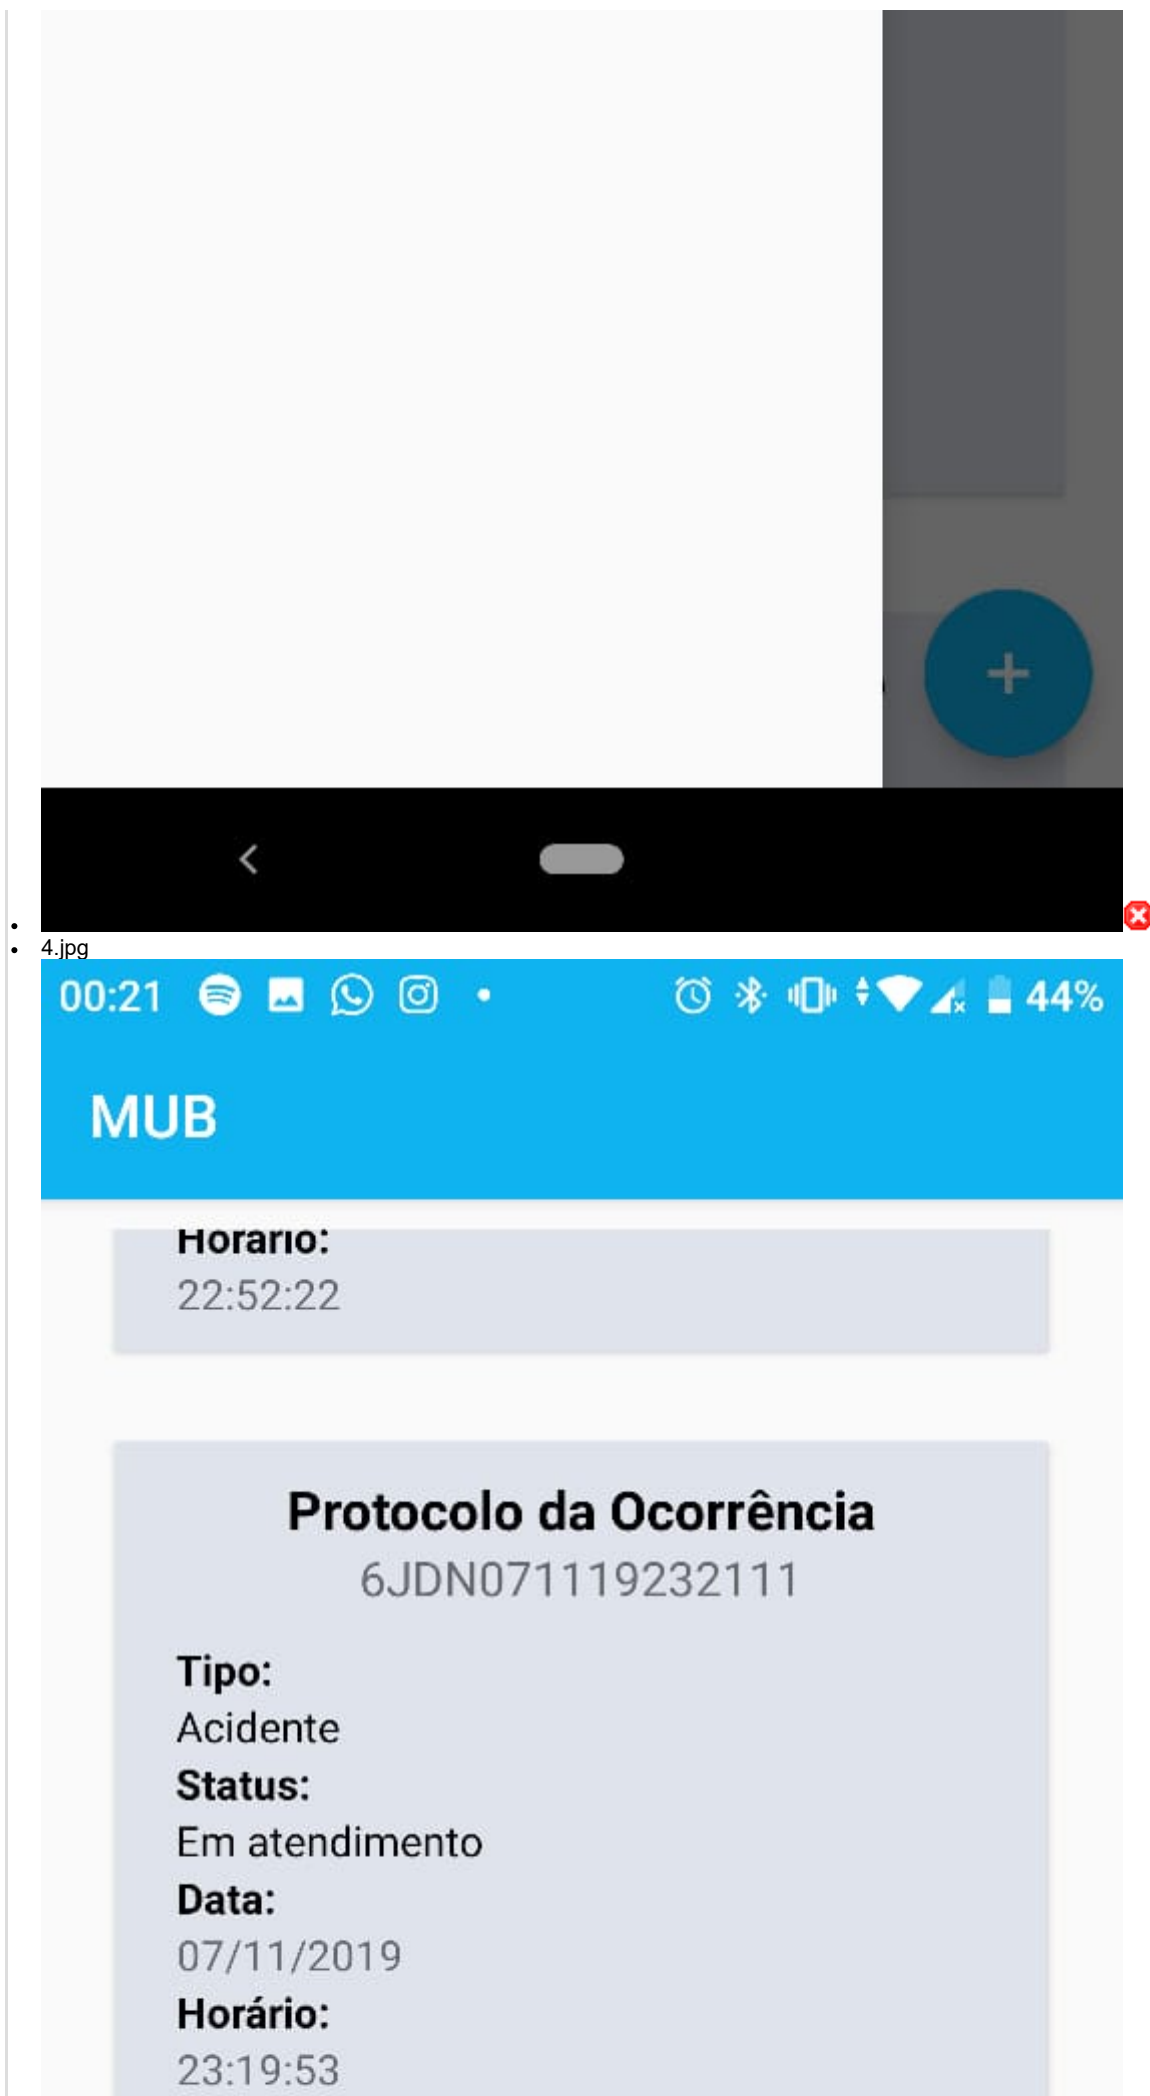 +
4.jpg
00:21 44%
MUB
Horário:
22:52:22
Protocolo da Ocorrência
6JDN071119232111
Tipo:
Acidente
Status:
Em atendimento
Data:
07/11/2019
Horário:
23:19:53